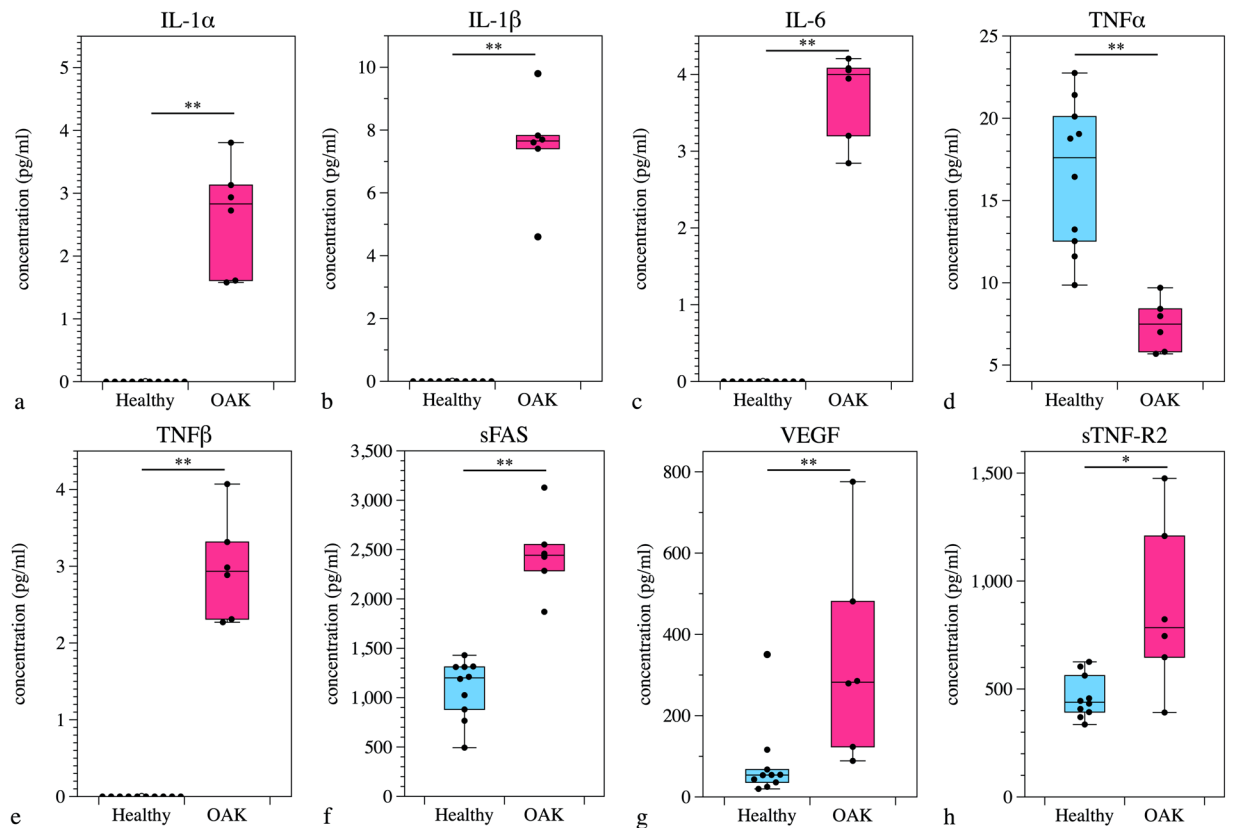 IL-1α
**
concentration (pg/ml)
5
4
3
2
1
0
Healthy OAK
a
IL-1β
**
concentration (pg/ml)
10
8
6
4
2
0
Healthy OAK
b
IL-6
**
concentration (pg/ml)
4
3
2
1
0
Healthy OAK
c
TNFα
**
concentration (pg/ml)
25
20
15
10
5
Healthy OAK
d
TNFβ
**
concentration (pg/ml)
4
3
2
1
0
Healthy OAK
e
sFAS
**
concentration (pg/ml)
3,500
3,000
2,500
2,000
1,500
1,000
500
0
Healthy OAK
f
VEGF
**
concentration (pg/ml)
800
600
400
200
0
Healthy OAK
g
sTNF-R2
*
concentration (pg/ml)
1,500
1,000
500
0
Healthy OAK
h